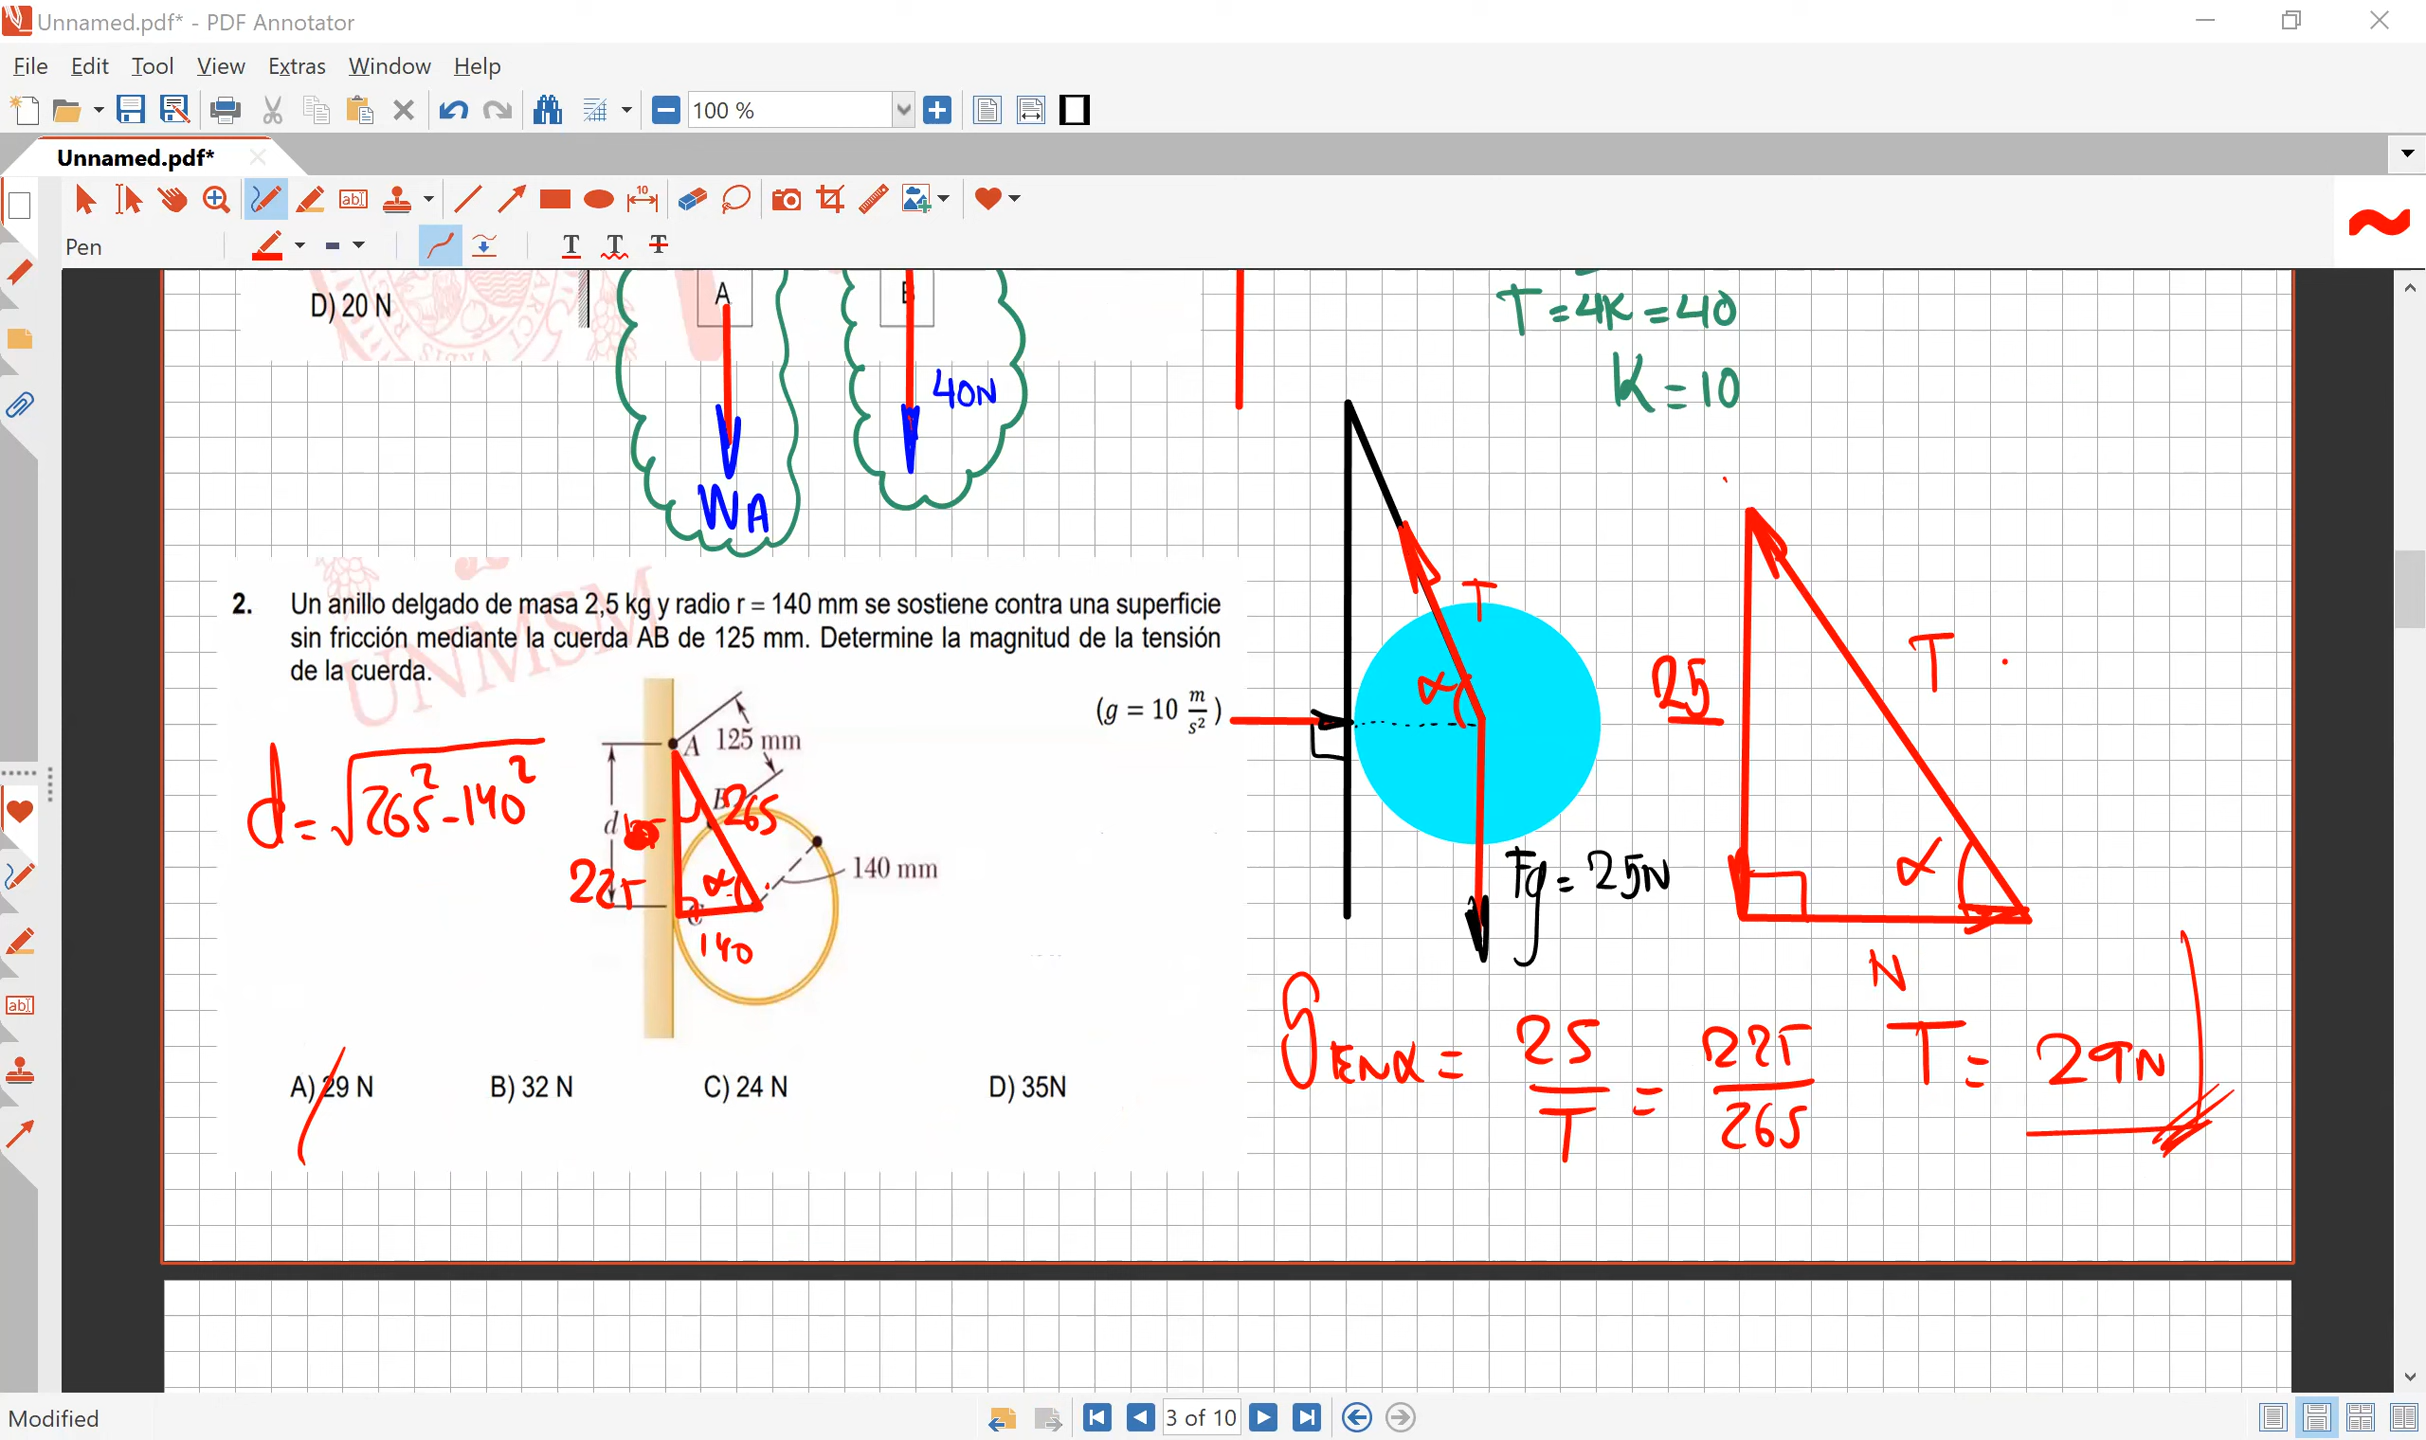 Unnamed.pdf* - PDF Annotator
File Edit Tool View Extras Window Help
100 %
Unnamed.pdf*
Pen
D) 20 N
A
B
40N
WA
T = 4K = 40
K = 10
2. Un anillo delgado de masa 2,5 kg y radio r = 140 mm se sostiene contra una superficie
sin fricción mediante la cuerda AB de 125 mm. Determine la magnitud de la tensión
de la cuerda.
UNMSM
(g = 10 m/s²)
d = √265² - 140²
A 125 mm
B 265
d
225
α
C
140 mm
140
A) 29 N B) 32 N C) 24 N D) 35N
T
α
Fg = 25N
25
T
α
N
SENα = 25/T = 225/265 T = 29N
Modified
3 of 10